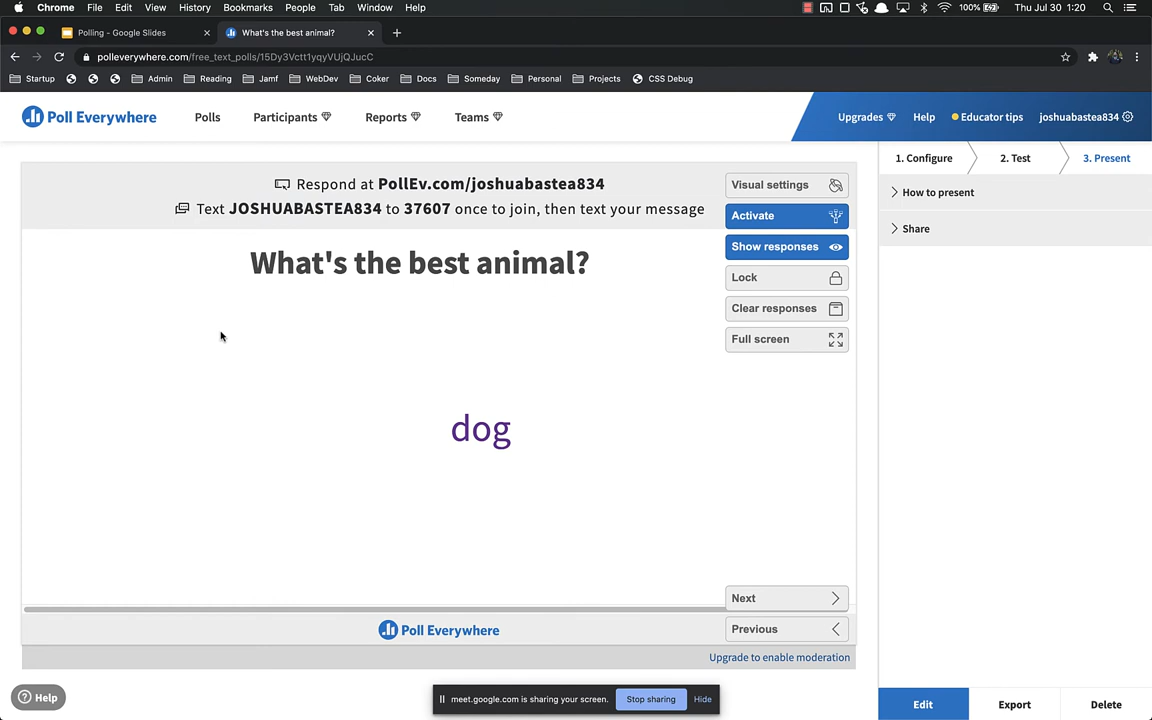 Chrome File Edit View History Bookmarks People Tab Window Help 100% Thu Jul 30 1:20
Polling - Google Slides What's the best animal?
polleverywhere.com/free_text_polls/15Dy3Vctt1yqyVUjQJucC
Startup Admin Reading Jamf WebDev Coker Docs Someday Personal Projects CSS Debug
Poll Everywhere Polls Participants Reports Teams Upgrades Help Educator tips joshuabastea834
1. Configure 2. Test 3. Present
Respond at PollEv.com/joshuabastea834 Visual settings
How to present
Text JOSHUABASTEA834 to 37607 once to join, then text your message Activate
Share
Show responses
What's the best animal?
Lock
Clear responses
Full screen
dog
Next
Poll Everywhere Previous
Upgrade to enable moderation
Help meet.google.com is sharing your screen. Stop sharing Hide
Edit Export Delete